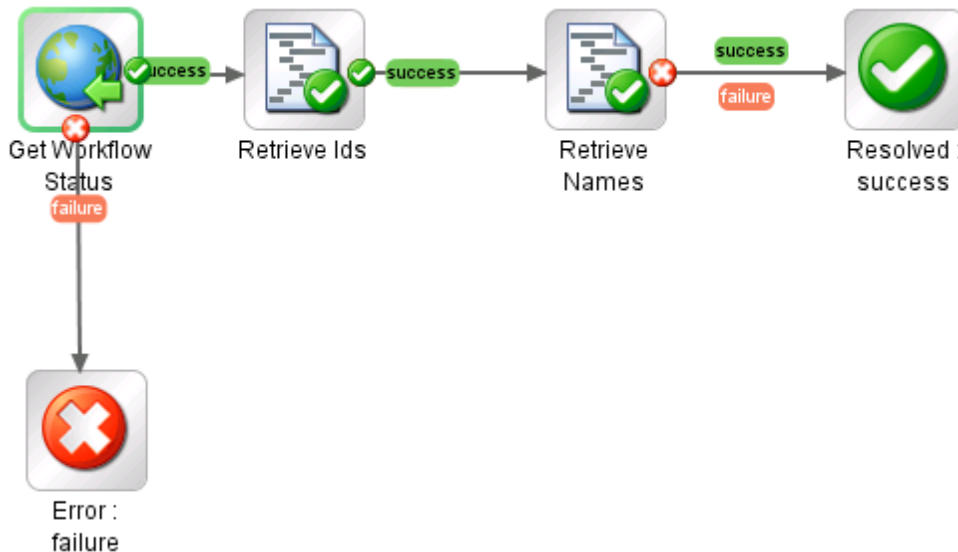 success
success
success
failure
Get Workflow
Status
Retrieve Ids
Retrieve
Names
Resolved :
success
failure
Error :
failure